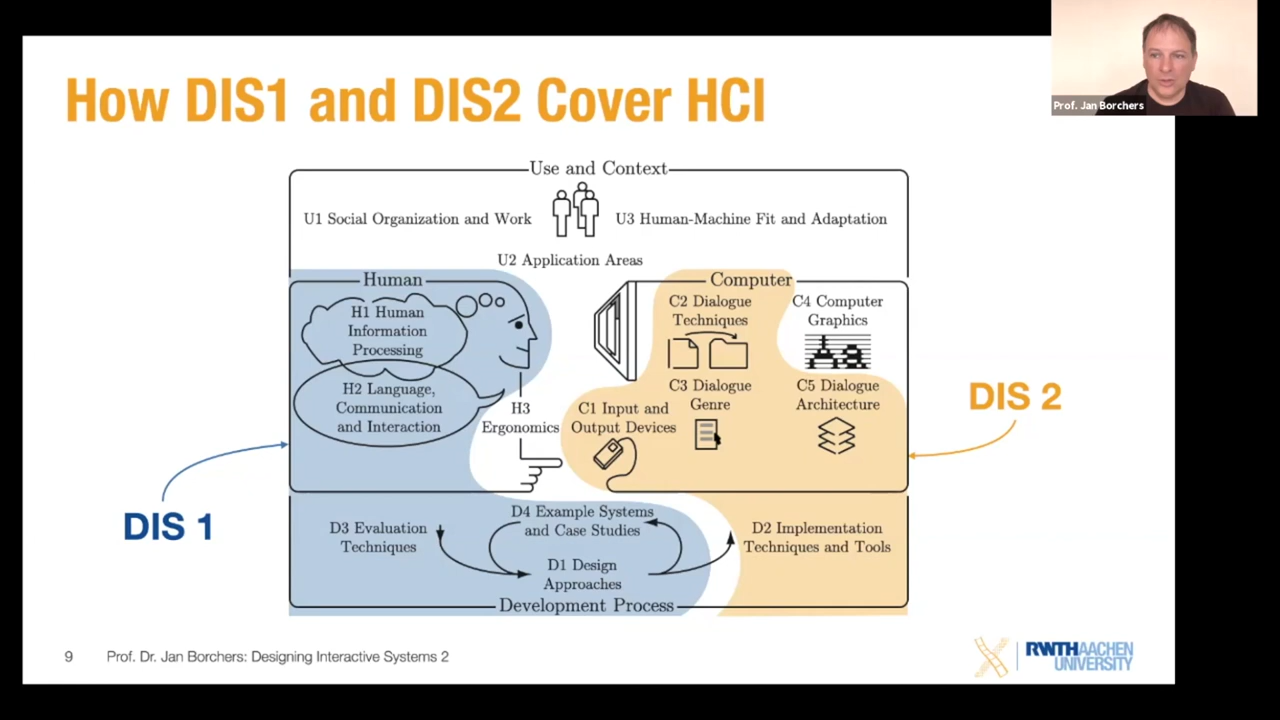 How DIS1 and DIS2 Cover HCI
Prof. Jan Borchers
Use and Context
U1 Social Organization and Work
U3 Human-Machine Fit and Adaptation
U2 Application Areas
Human
H1 Human
Information
Processing
H2 Language,
Communication
and Interaction
H3
Ergonomics
Computer
C2 Dialogue
Techniques
C4 Computer
Graphics
Aa
C3 Dialogue
Genre
C5 Dialogue
Architecture
C1 Input and
Output Devices
DIS 1
DIS 2
D3 Evaluation
Techniques
D4 Example Systems
and Case Studies
D1 Design
Approaches
D2 Implementation
Techniques and Tools
Development Process
9
Prof. Dr. Jan Borchers: Designing Interactive Systems 2
RWTHAACHEN
UNIVERSITY